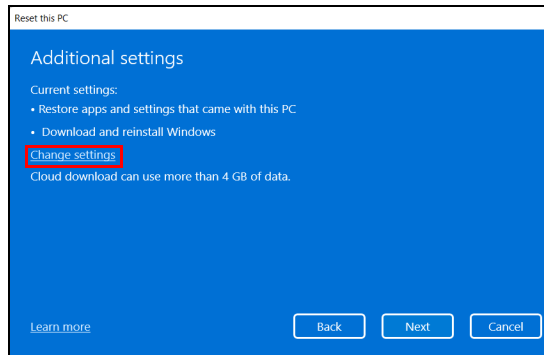 Reset this PC
Additional settings
Current settings:
• Restore apps and settings that came with this PC
• Download and reinstall Windows
Change settings
Cloud download can use more than 4 GB of data.
Learn more
Back
Next
Cancel